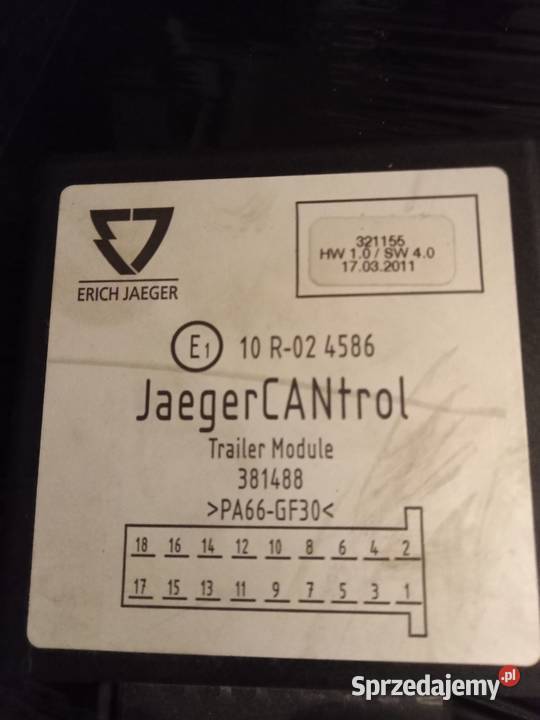 ERICH JAEGER
321155
HW 1.0 / SW 4.0
17.03.2011
E1 10 R-02 4586
JaegerCANtrol
Trailer Module
381488
>PA66-GF30<
18 16 14 12 10 8 6 4 2
17 15 13 11 9 7 5 3 1
Sprzedajemy.pl